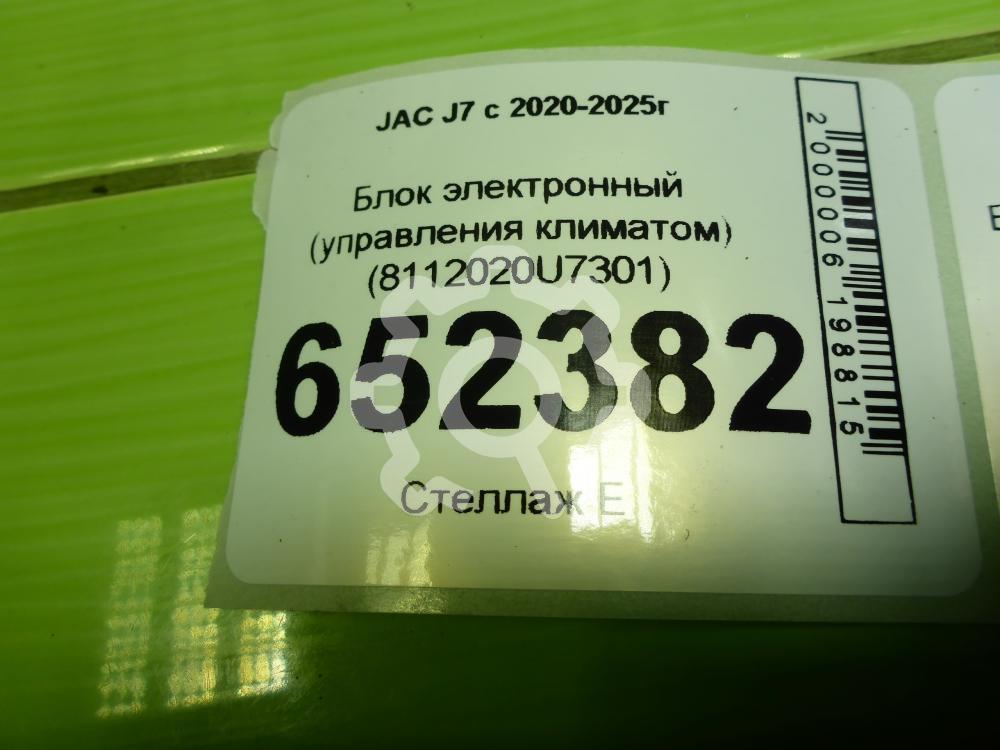 JAC J7 с 2020-2025г
Блок электронный
(управления климатом)
(8112020U7301)
652382
Стеллаж Е
2000006198815